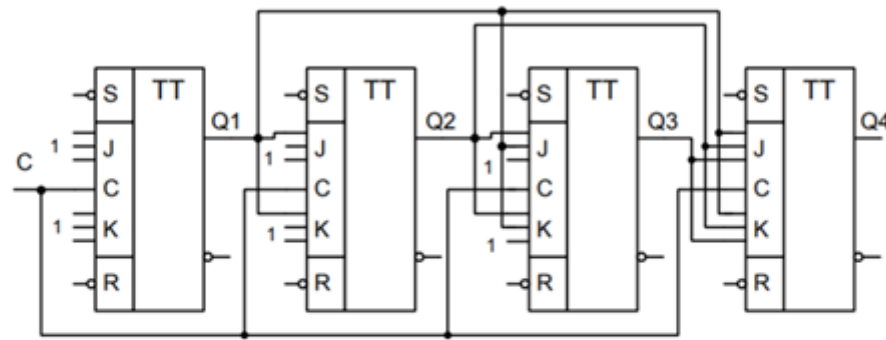 S TT S TT S TT S TT
Q1 Q2 Q3 Q4
1 J 1 J 1 J J
C
C C C C
1 K 1 K 1 K K
R R R R